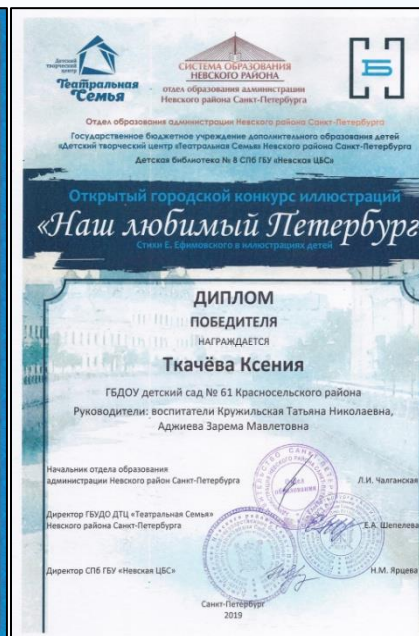 Детский
творческий
центр
Театральная
Семья
СИСТЕМА ОБРАЗОВАНИЯ
НЕВСКОГО РАЙОНА
отдел образования администрации
Невского района Санкт-Петербурга
Б
Отдел образования администрации Невского района Санкт-Петербурга
Государственное бюджетное учреждение дополнительного образования детей
«Детский творческий центр «Театральная Семья» Невского района Санкт-Петербурга
Детская библиотека № 8 СПб ГБУ «Невская ЦБС»
Открытый городской конкурс иллюстрации
«Наш любимый Петербург
Стихи Е. Ефимовского в иллюстрациях детей
ДИПЛОМ
ПОБЕДИТЕЛЯ
НАГРАЖДАЕТСЯ
Ткачёва Ксения
ГБДОУ детский сад № 61 Красносельского района
Руководители: воспитатели Кружильская Татьяна Николаевна,
Аджиева Зарема Мавлетовна
Начальник отдела образования
администрации Невского район Санкт-Петербурга
Л.И. Чалганская
Директор ГБУДО ДТЦ «Театральная Семья»
Невского района Санкт-Петербурга
Е.А. Шепелева
Директор СПб ГБУ «Невская ЦБС»
Н.М. Ярцева
Санкт-Петербург
2019